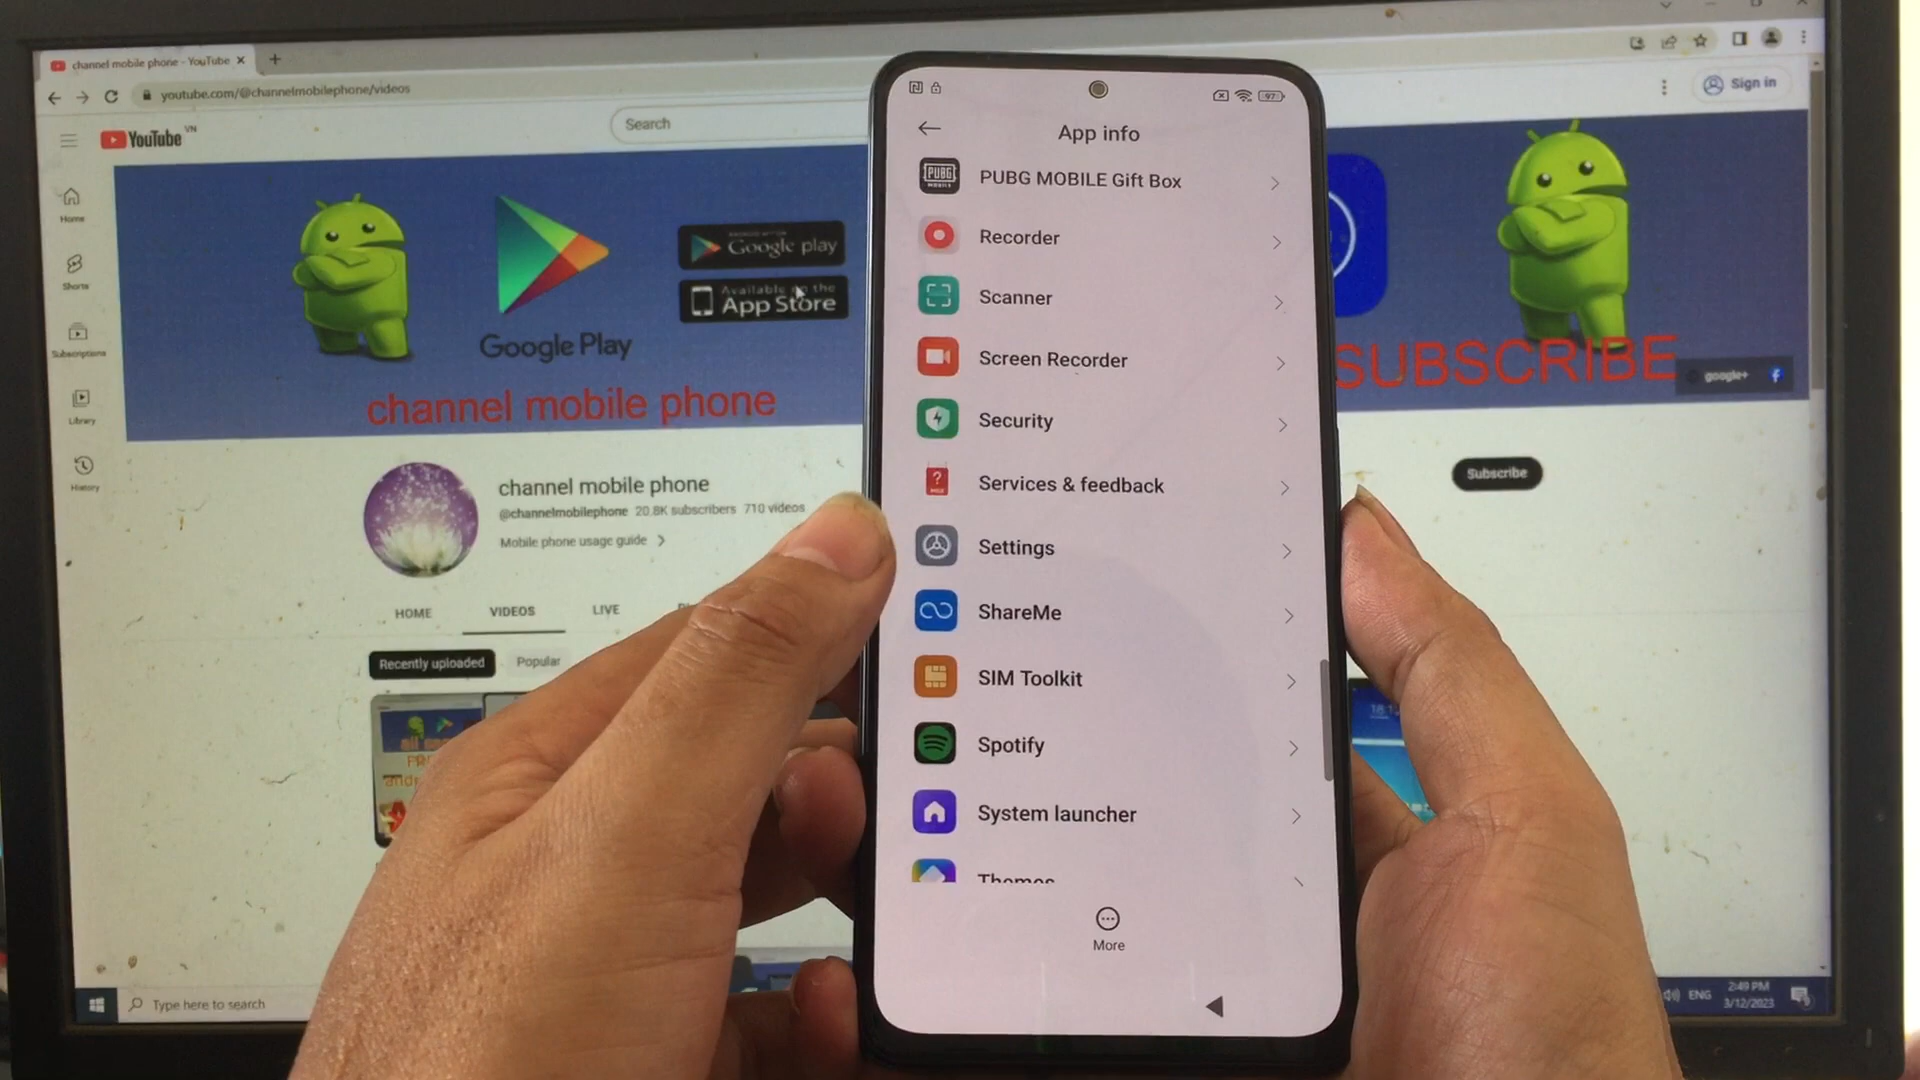 channel mobile phone - YouTube
youtube.com/@channelmobilephone/videos
YouTube VN
Search
Sign in
Home
Shorts
Subscriptions
Library
History
Google Play
Google play
Available on the
App Store
channel mobile phone
SUBSCRIBE
google+
channel mobile phone
@channelmobilephone 20.8K subscribers 710 videos
Mobile phone usage guide
Subscribe
HOME VIDEOS LIVE
Recently uploaded Popular
97
App info
PUBG MOBILE
PUBG MOBILE Gift Box
Recorder
Scanner
Screen Recorder
Security
Services & feedback
Settings
ShareMe
SIM Toolkit
Spotify
System launcher
Themes
More
Type here to search
ENG
2:49 PM
3/12/2023